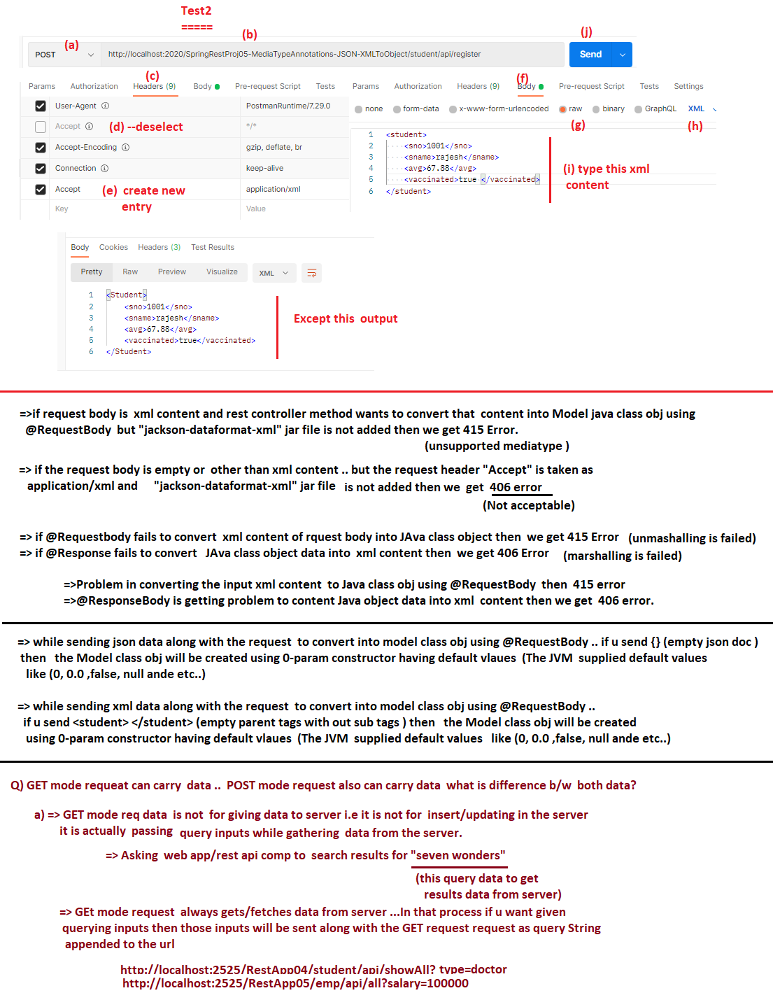 Test2
=====
(a)
(b)
(j)
POST
http://localhost:2020/SpringRestProj05-MediaTypeAnnotations-JSON-XMLToObject/student/api/register
Send
(c)
(f)
Params Authorization Headers (9) Body Pre-request Script Tests
User-Agent PostmanRuntime/7.29.0
Accept (d) --deselect */*
Accept-Encoding gzip, deflate, br
Connection keep-alive
Accept (e) create new application/xml
entry
Key Value
Params Authorization Headers (9) Body Pre-request Script Tests Settings
none form-data x-www-form-urlencoded raw binary GraphQL XML
(g)
(h)
1 <student>
2 <sno>1001</sno>
3 <sname>rajesh</sname>
4 <avg>67.88</avg>
5 <vaccinated>true </vaccinated>
6 </student>
(i) type this xml
content
Body Cookies Headers (3) Test Results
Pretty Raw Preview Visualize XML
1 <Student>
2 <sno>1001</sno>
3 <sname>rajesh</sname>
4 <avg>67.88</avg>
5 <vaccinated>true</vaccinated>
6 </Student>
Except this output
=>if request body is xml content and rest controller method wants to convert that content into Model java class obj using
@RequestBody but "jackson-dataformat-xml" jar file is not added then we get 415 Error.
(unsupported mediatype )
=> if the request body is empty or other than xml content .. but the request header "Accept" is taken as
application/xml and "jackson-dataformat-xml" jar file is not added then we get 406 error
(Not acceptable)
=> if @Requestbody fails to convert xml content of rquest body into JAva class object then we get 415 Error (unmashalling is failed)
=> if @Response fails to convert JAva class object data into xml content then we get 406 Error (marshalling is failed)
=>Problem in converting the input xml content to Java class obj using @RequestBody then 415 error
=>@ResponseBody is getting problem to content Java object data into xml content then we get 406 error.
=> while sending json data along with the request to convert into model class obj using @RequestBody .. if u send {} (empty json doc )
then the Model class obj will be created using 0-param constructor having default vlaues (The JVM supplied default values
like (0, 0.0 ,false, null ande etc..)
=> while sending xml data along with the request to convert into model class obj using @RequestBody ..
if u send <student> </student> (empty parent tags with out sub tags ) then the Model class obj will be created
using 0-param constructor having default vlaues (The JVM supplied default values like (0, 0.0 ,false, null ande etc..)
Q) GET mode requeat can carry data .. POST mode request also can carry data what is difference b/w both data?
a) => GET mode req data is not for giving data to server i.e it is not for insert/updating in the server
it is actually passing query inputs while gathering data from the server.
=> Asking web app/rest api comp to search results for "seven wonders"
(this query data to get
results data from server)
=> GEt mode request always gets/fetches data from server ...In that process if u want given
querying inputs then those inputs will be sent along with the GET request request as query String
appended to the url
http://localhost:2525/RestApp04/student/api/showAll? type=doctor
http://localhost:2525/RestApp05/emp/api/all?salary=100000